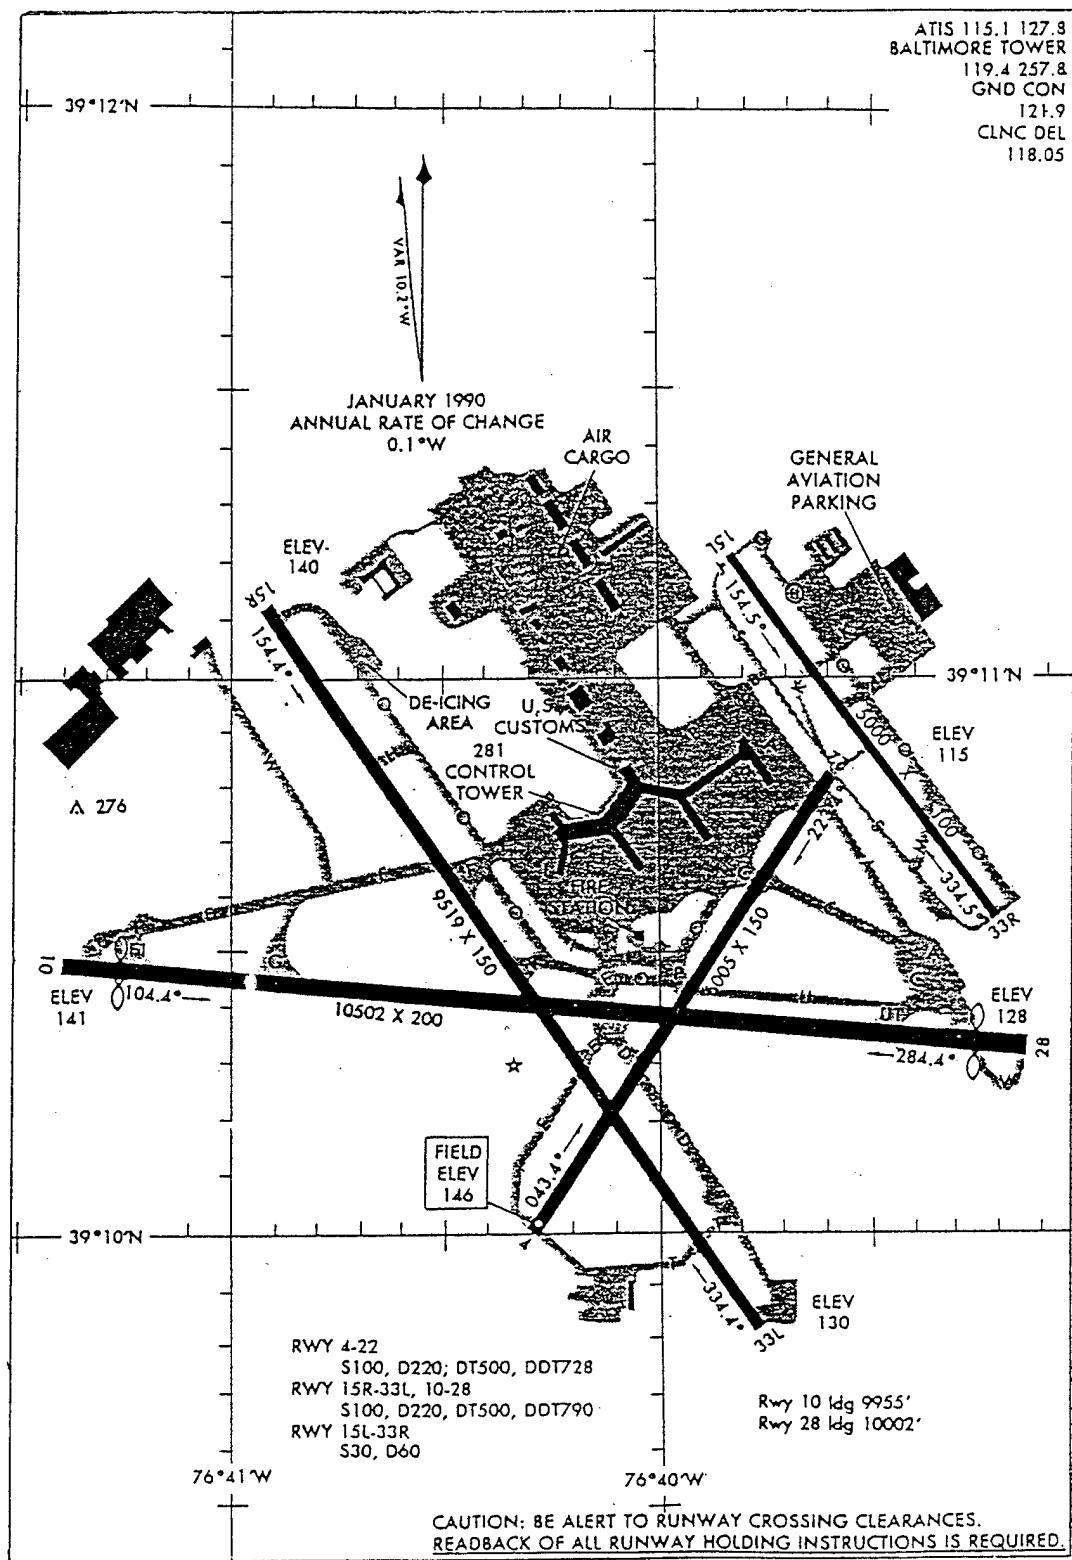 ATIS 115.1 127.8
BALTIMORE TOWER
119.4 257.8
GND CON
121.9
CLNC DEL
118.05
39°12'N
VAR 10.2°W
JANUARY 1990
ANNUAL RATE OF CHANGE
0.1°W
AIR
CARGO
GENERAL
AVIATION
PARKING
ELEV
140
15R
154.4°
15L
154.5°
39°11'N
DE-ICING
AREA
U.S.
CUSTOMS
281
CONTROL
TOWER
5000 X 100
ELEV
115
276
334.5°
33R
FIRE
STATION
9519 X 150
5005 X 150
10
ELEV
141
104.4°
10502 X 200
ELEV
128
284.4°
28
FIELD
ELEV
146
043.4°
4
39°10'N
334.4°
33L
ELEV
130
RWY 4-22
S100, D220, DT500, DDT728
RWY 15R-33L, 10-28
S100, D220, DT500, DDT790
RWY 15L-33R
S30, D60
Rwy 10 ldg 9955'
Rwy 28 ldg 10002'
76°41'W
76°40'W
CAUTION: BE ALERT TO RUNWAY CROSSING CLEARANCES.
READBACK OF ALL RUNWAY HOLDING INSTRUCTIONS IS REQUIRED.